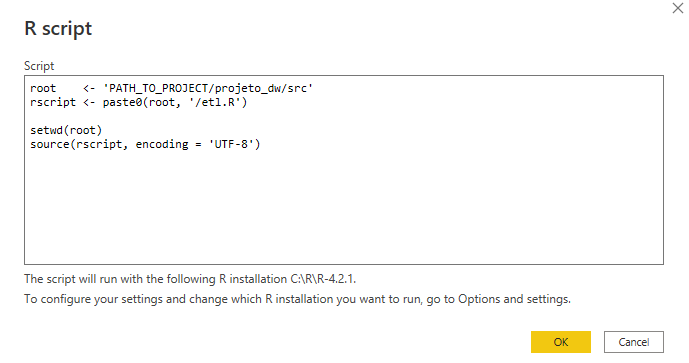 R script
Script
root    <- 'PATH_TO_PROJECT/projeto_dw/src'
rscript <- paste0(root, '/etl.R')
setwd(root)
source(rscript, encoding = 'UTF-8')
The script will run with the following R installation C:\R\R-4.2.1.
To configure your settings and change which R installation you want to run, go to Options and settings.
OK Cancel